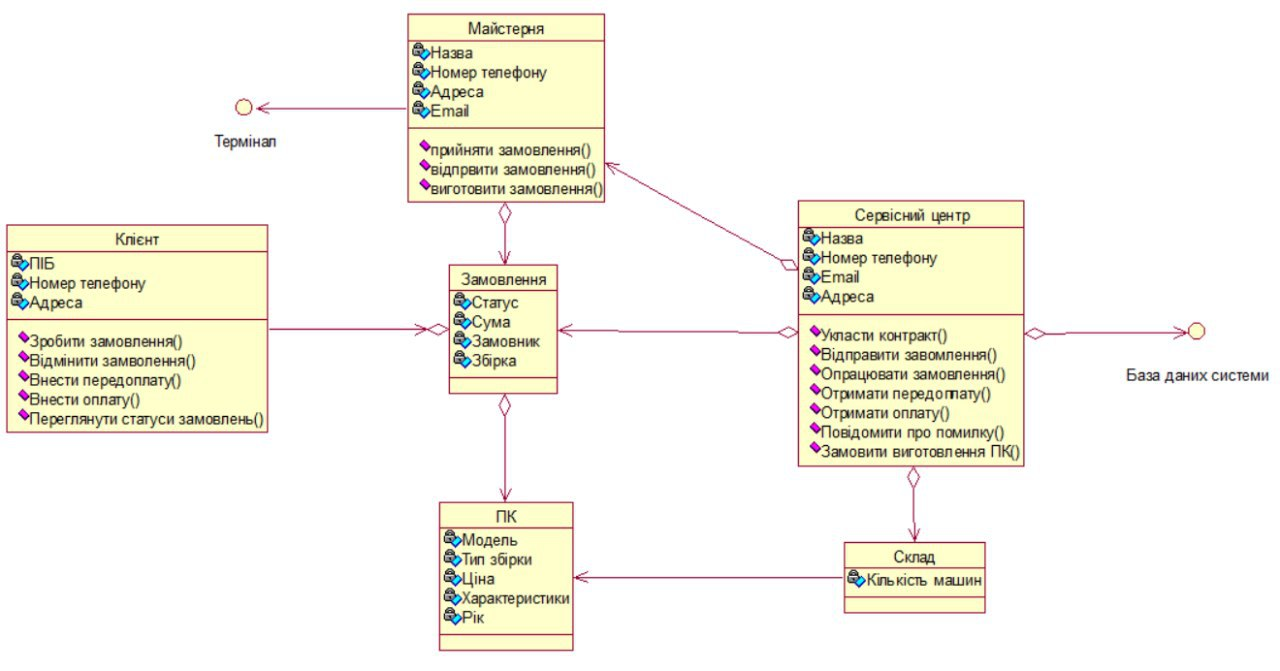 Майстерня
Назва
Номер телефону
Адреса
Email
прийняти замовлення()
відпрвити замовлення()
виготовити замовлення()
Термінал
Клієнт
ПІБ
Номер телефону
Адреса
Зробити замовлення()
Відмінити замволення()
Внести передоплату()
Внести оплату()
Переглянути статуси замовлень()
Замовлення
Статус
Сума
Замовник
Збірка
Сервісний центр
Назва
Номер телефону
Email
Адреса
Укпасти контракт()
Відправити завомлення()
Опрацювати замовлення()
Отримати передоплату()
Отримати оплату()
Повідомити про помилку()
Замовити виготовлення ПК()
База даних системи
ПК
Модель
Тип збірки
Ціна
Характеристики
Рік
Склад
Кількість машин